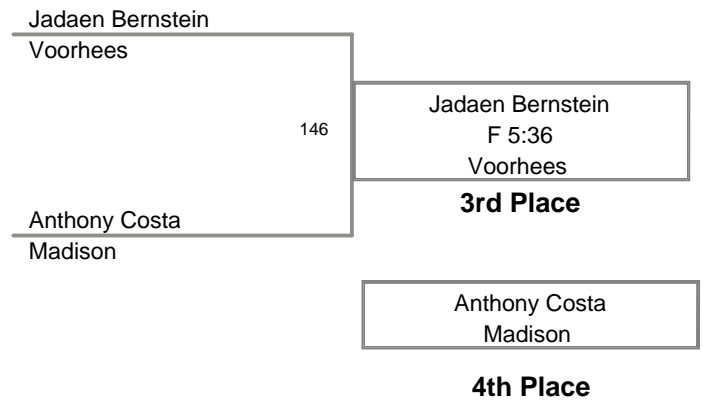 Jadaen Bernstein
Voorhees
146
Jadaen Bernstein
F 5:36
Voorhees
3rd Place
Anthony Costa
Madison
Anthony Costa
Madison
4th Place